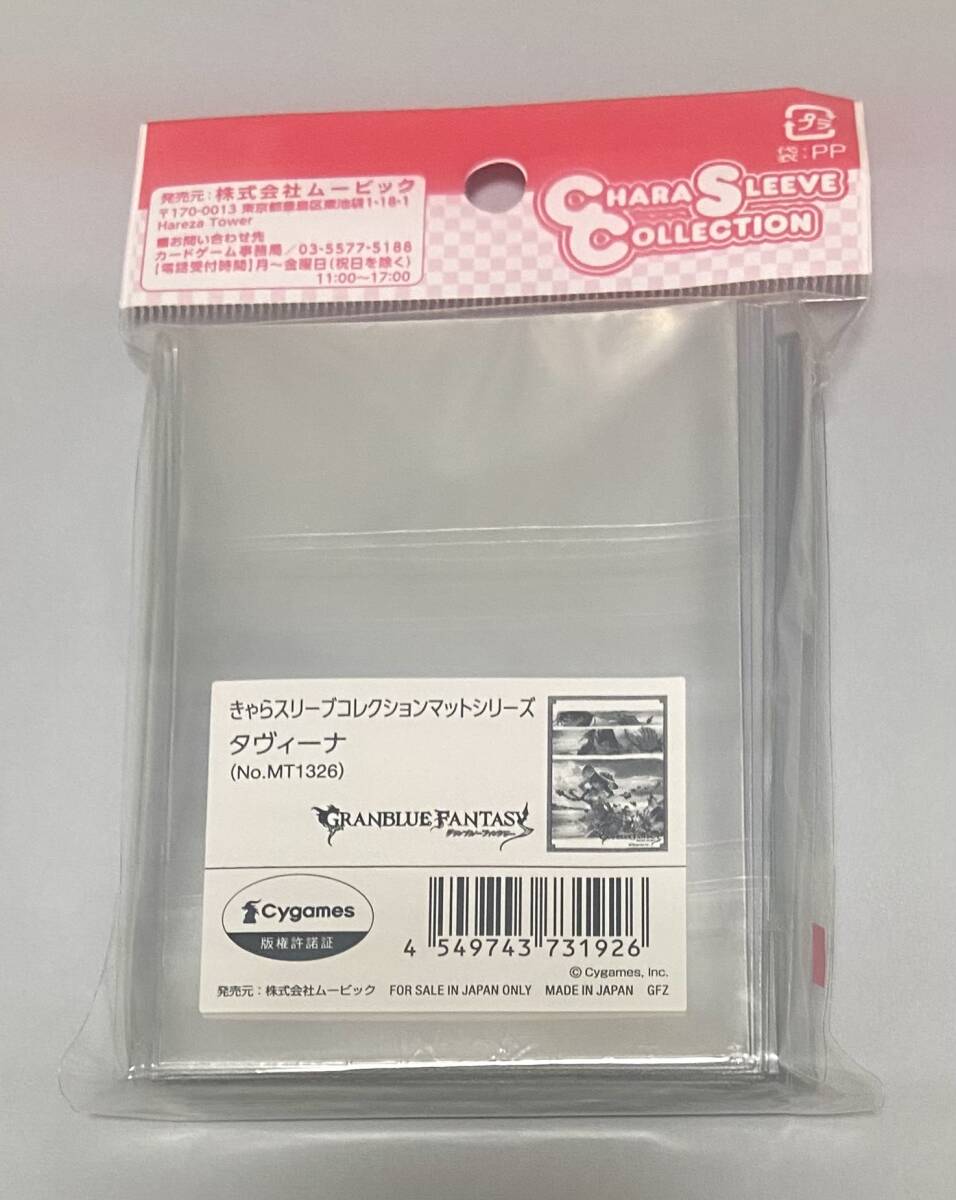 プラ
袋:PP
発売元:株式会社ムービック
〒170-0013 東京都豊島区東池袋1-18-1
Hareza Tower
■お問い合わせ先
カードゲーム事務局/03-5577-5188
【電話受付時間】月～金曜日(祝日を除く)
11:00～17:00
CHARA SLEEVE
COLLECTION
きゃらスリーブコレクションマットシリーズ
タヴィーナ
(No.MT1326)
GRANBLUE FANTASY
グランブルーファンタジー
Cygames
版権許諾証
4 549743 731926
© Cygames, Inc.
発売元:株式会社ムービック FOR SALE IN JAPAN ONLY MADE IN JAPAN GFZ